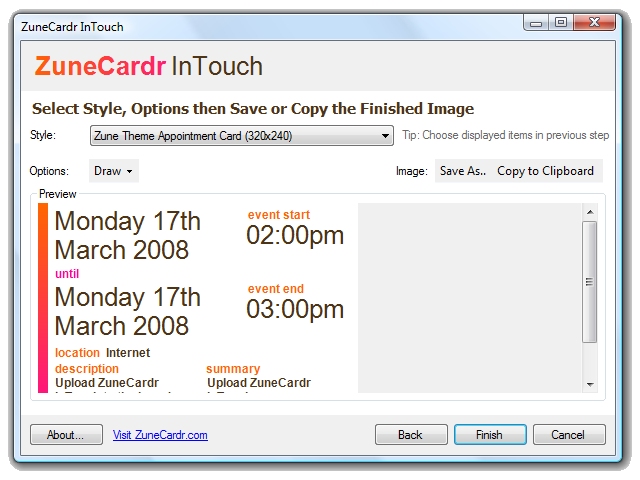 ZuneCardr InTouch
ZuneCardr InTouch
Select Style, Options then Save or Copy the Finished Image
Style: Zune Theme Appointment Card (320x240) Tip: Choose displayed items in previous step
Options: Draw Image: Save As.. Copy to Clipboard
Preview
Monday 17th
March 2008
event start
02:00pm
until
Monday 17th
March 2008
event end
03:00pm
location Internet
description summary
Upload ZuneCardr Upload ZuneCardr
About... Visit ZuneCardr.com Back Finish Cancel